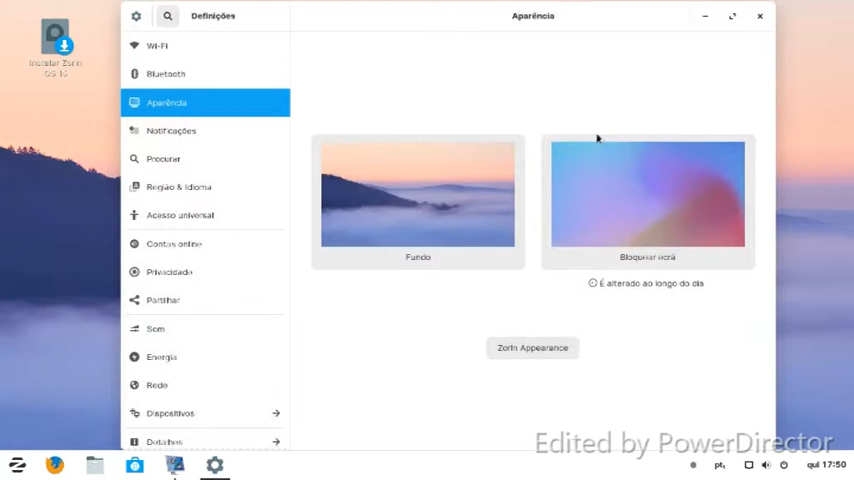 Definições
Aparência
Instalar Zorin
OS 15
Wi-Fi
Bluetooth
Aparência
Notificações
Procurar
Região & Idioma
Acesso universal
Contas online
Privacidade
Partilhar
Som
Energia
Rede
Dispositivos
Detalhes
Fundo
Bloquear ecrã
É alterado ao longo do dia
Zorin Appearance
Edited by PowerDirector
pt₁
qui 17:50